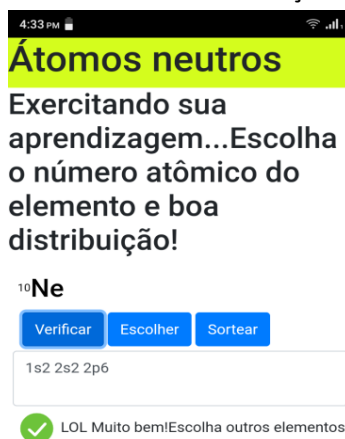 4:33 PM
Átomos neutros
Exercitando sua
aprendizagem...Escolha
o número atômico do
elemento e boa
distribuição!
10Ne
Verificar Escolher Sortear
1s2 2s2 2p6
LOL Muito bem!Escolha outros elementos